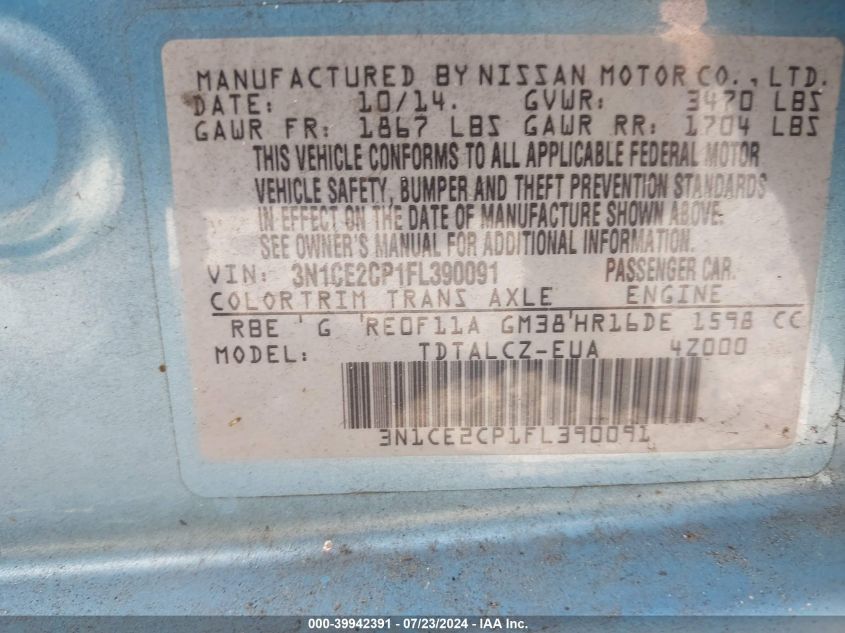 MANUFACTURED BY NISSAN MOTOR CO., LTD.
DATE: 10/14. GVWR: 3470 LBS
GAWR FR: 1867 LBS GAWR RR: 1704 LBS
THIS VEHICLE CONFORMS TO ALL APPLICABLE FEDERAL MOTOR
VEHICLE SAFETY, BUMPER AND THEFT PREVENTION STANDARDS
IN EFFECT ON THE DATE OF MANUFACTURE SHOWN ABOVE.
SEE OWNER'S MANUAL FOR ADDITIONAL INFORMATION.
VIN: 3N1CE2CP1FL390091 PASSENGER CAR.
COLOR TRIM TRANS AXLE ENGINE
RBE ' G 'RE0F11A GM38'HR16DE 1598 CC
MODEL: TDTALCZ-EUA 4Z000
3N1CE2CP1FL390091
000-39942391 - 07/23/2024 - IAA Inc.